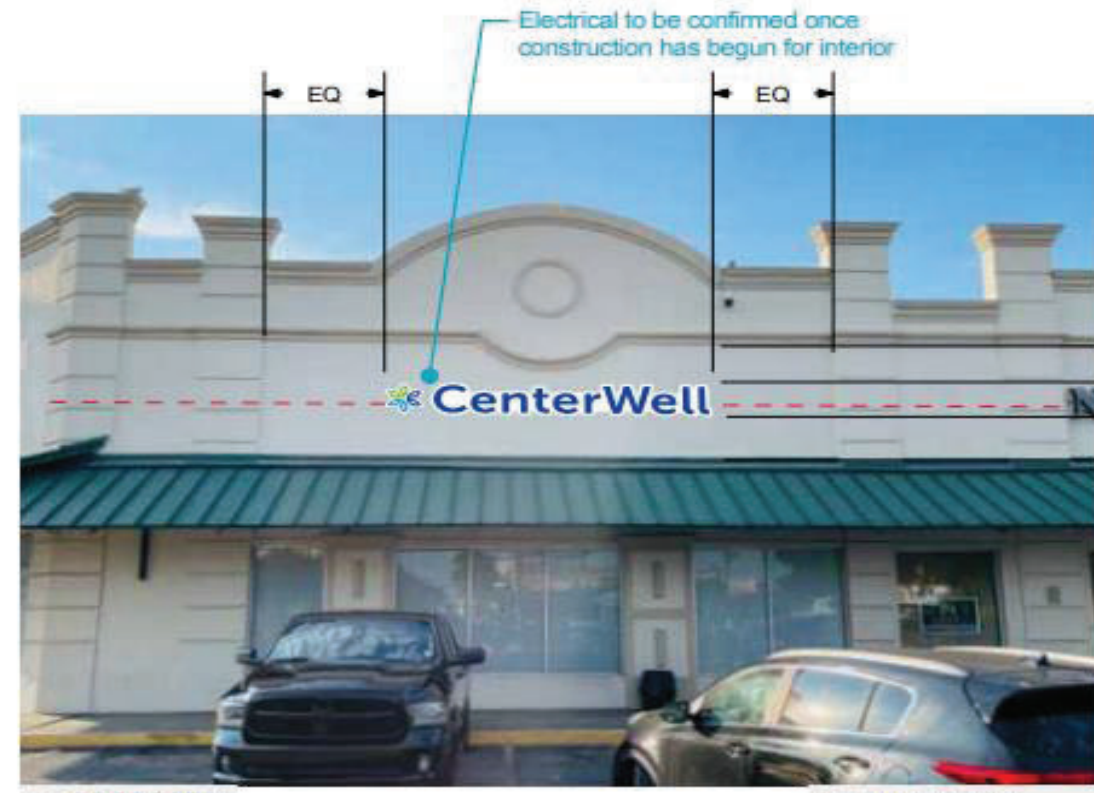 Electrical to be confirmed once
construction has begun for interior
EQ
EQ
CenterWell